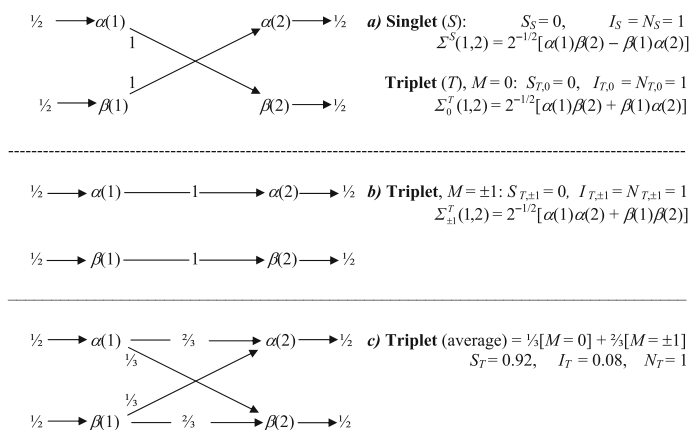 ½ → α(1) α(2) → ½ a) Singlet (S): S_S = 0, I_S = N_S = 1
1 Σ^S(1,2) = 2^{-1/2}[α(1)β(2) − β(1)α(2)]
1 Triplet (T), M= 0: S_{T,0} = 0, I_{T,0} = N_{T,0} = 1
½ → β(1) β(2) → ½ Σ_0^T(1,2) = 2^{-1/2}[α(1)β(2) + β(1)α(2)]
½ → α(1) — 1 → α(2) → ½ b) Triplet, M = ±1: S_{T,±1} = 0, I_{T,±1} = N_{T,±1} = 1
Σ_{±1}^T(1,2) = 2^{-1/2}[α(1)α(2) + β(1)β(2)]
½ → β(1) — 1 → β(2) → ½
½ → α(1) — ⅔ → α(2) → ½ c) Triplet (average) = ⅓[M= 0] + ⅔[M= ±1]
⅓ S_T = 0.92, I_T = 0.08, N_T = 1
⅓
½ → β(1) — ⅔ → β(2) → ½